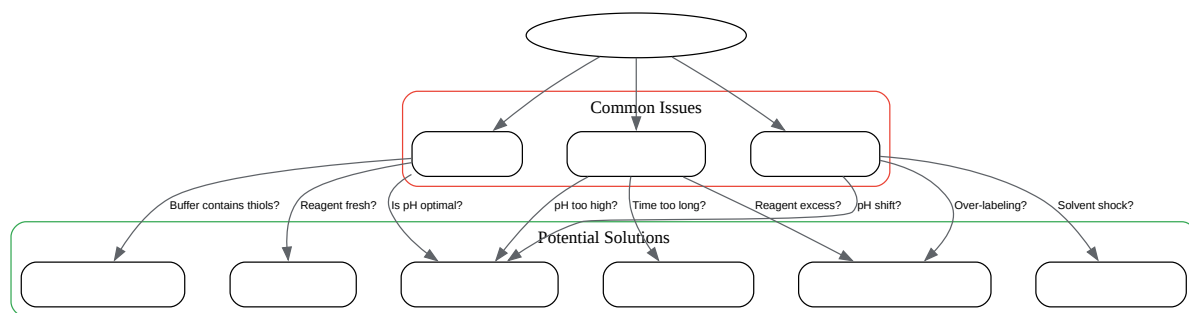 Common Issues
Buffer contains thiols?
Reagent fresh?
Is pH optimal?
pH too high?
Time too long?
Reagent excess?
pH shift?
Over-labeling?
Solvent shock?
Potential Solutions